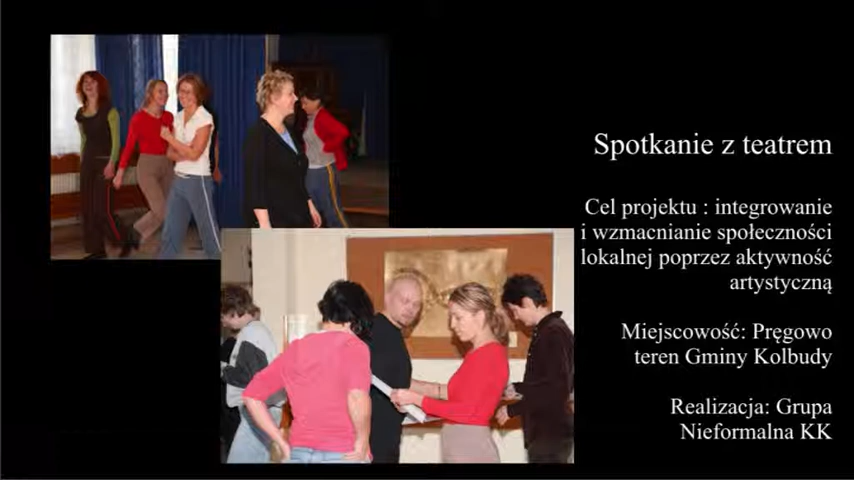 Spotkanie z teatrem
Cel projektu : integrowanie
i wzmacnianie społeczności
lokalnej poprzez aktywność
artystyczną
Miejscowość: Pręgowo
teren Gminy Kolbudy
Realizacja: Grupa
Nieformalna KK